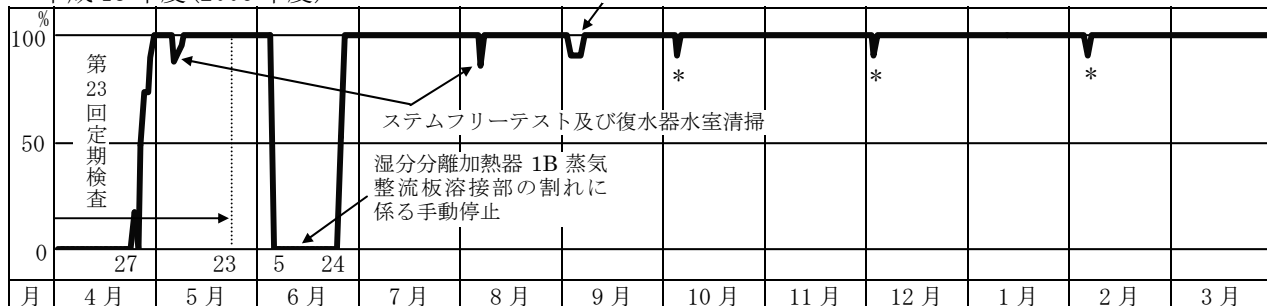 %
100
50
0
第23回定期検査
*
*
*
ステムフリーテスト及び復水器水室清掃
湿分分離加熱器 1B 蒸気
整流板溶接部の割れに
係る手動停止
27 23 5 24
月 4月 5月 6月 7月 8月 9月 10月 11月 12月 1月 2月 3月